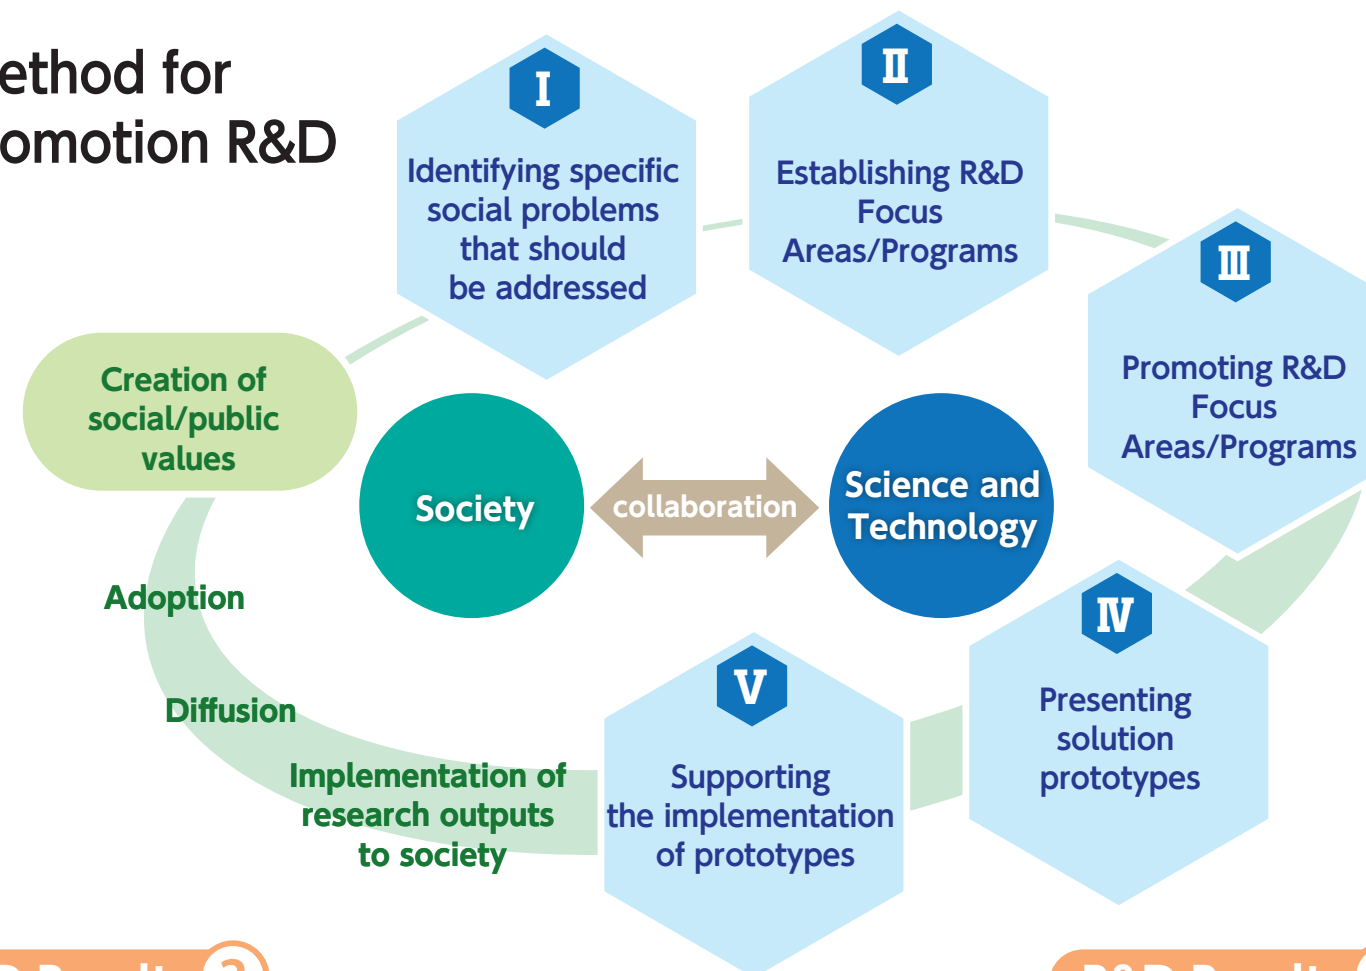 ethod for
omotion R&D
I
Identifying specific
social problems
that should
be addressed
II
Establishing R&D
Focus
Areas/Programs
III
Promoting R&D
Focus
Areas/Programs
Creation of
social/public
values
Society
collaboration
Science and
Technology
IV
Presenting
solution
prototypes
V
Supporting
the implementation
of prototypes
Adoption
Diffusion
Implementation of
research outputs
to society
R&D Result